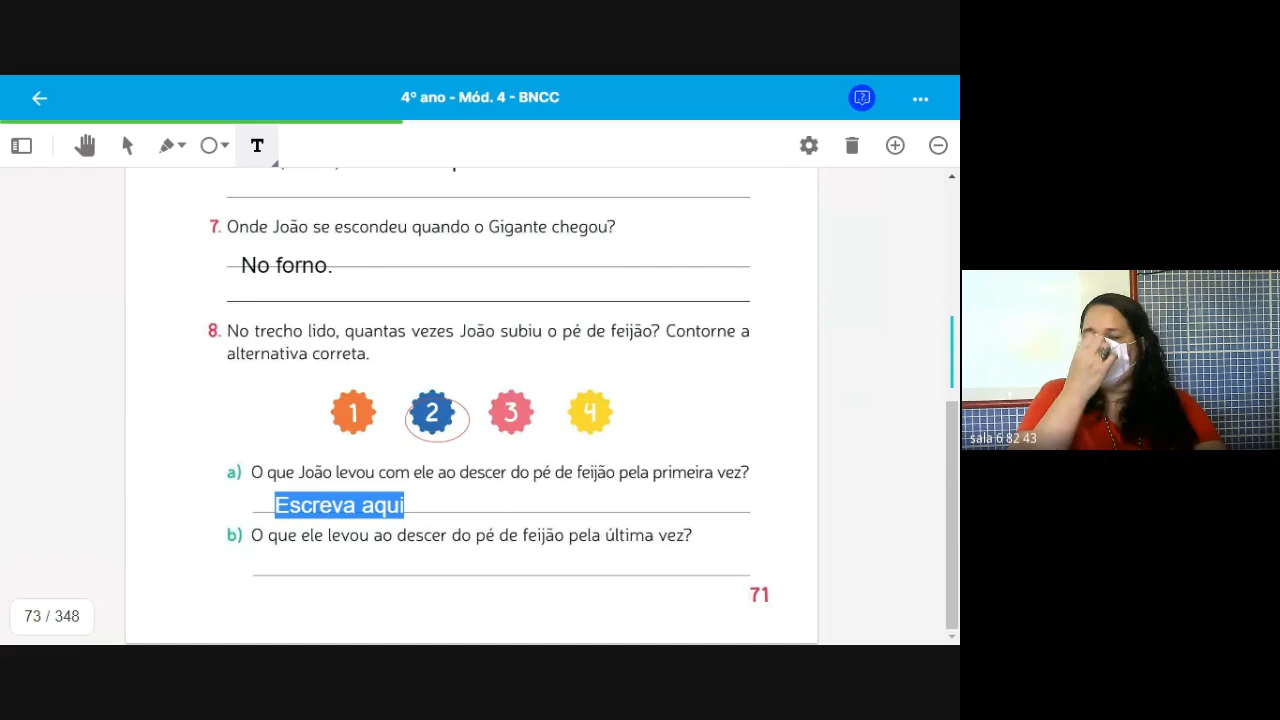 4º ano - Mód. 4 - BNCC
T
7. Onde João se escondeu quando o Gigante chegou?
No forno.
8. No trecho lido, quantas vezes João subiu o pé de feijão? Contorne a
alternativa correta.
1 2 3 4
a) O que João levou com ele ao descer do pé de feijão pela primeira vez?
Escreva aqui
b) O que ele levou ao descer do pé de feijão pela última vez?
71
73 / 348
sala 6 82 43